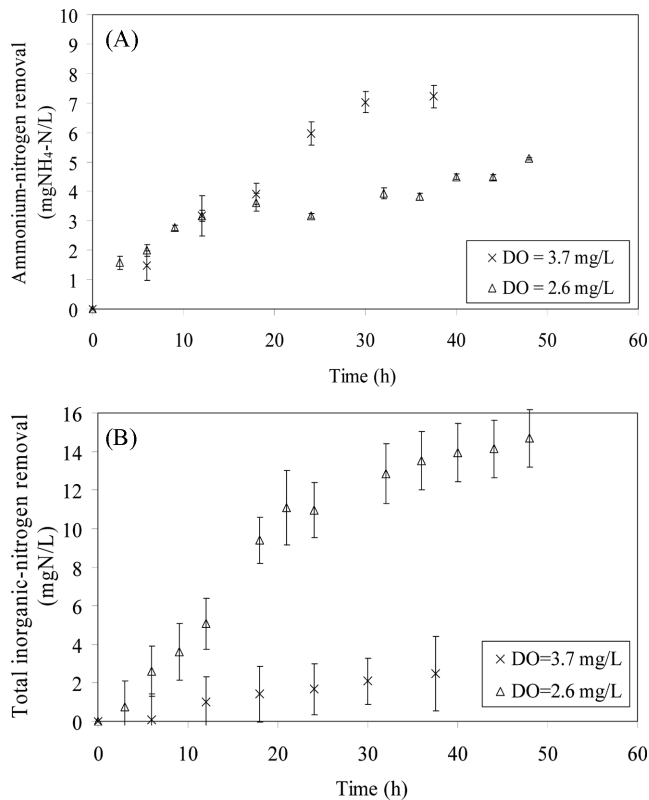 (A)
Ammonium-nitrogen removal
(mgNH4-N/L)
10
9
8
7
6
5
4
3
2
1
0
× DO = 3.7 mg/L
△ DO = 2.6 mg/L
0 10 20 30 40 50 60
Time (h)
(B)
Total inorganic-nitrogen removal
(mgN/L)
16
14
12
10
8
6
4
2
0
× DO=3.7 mg/L
△ DO=2.6 mg/L
0 10 20 30 40 50 60
Time (h)